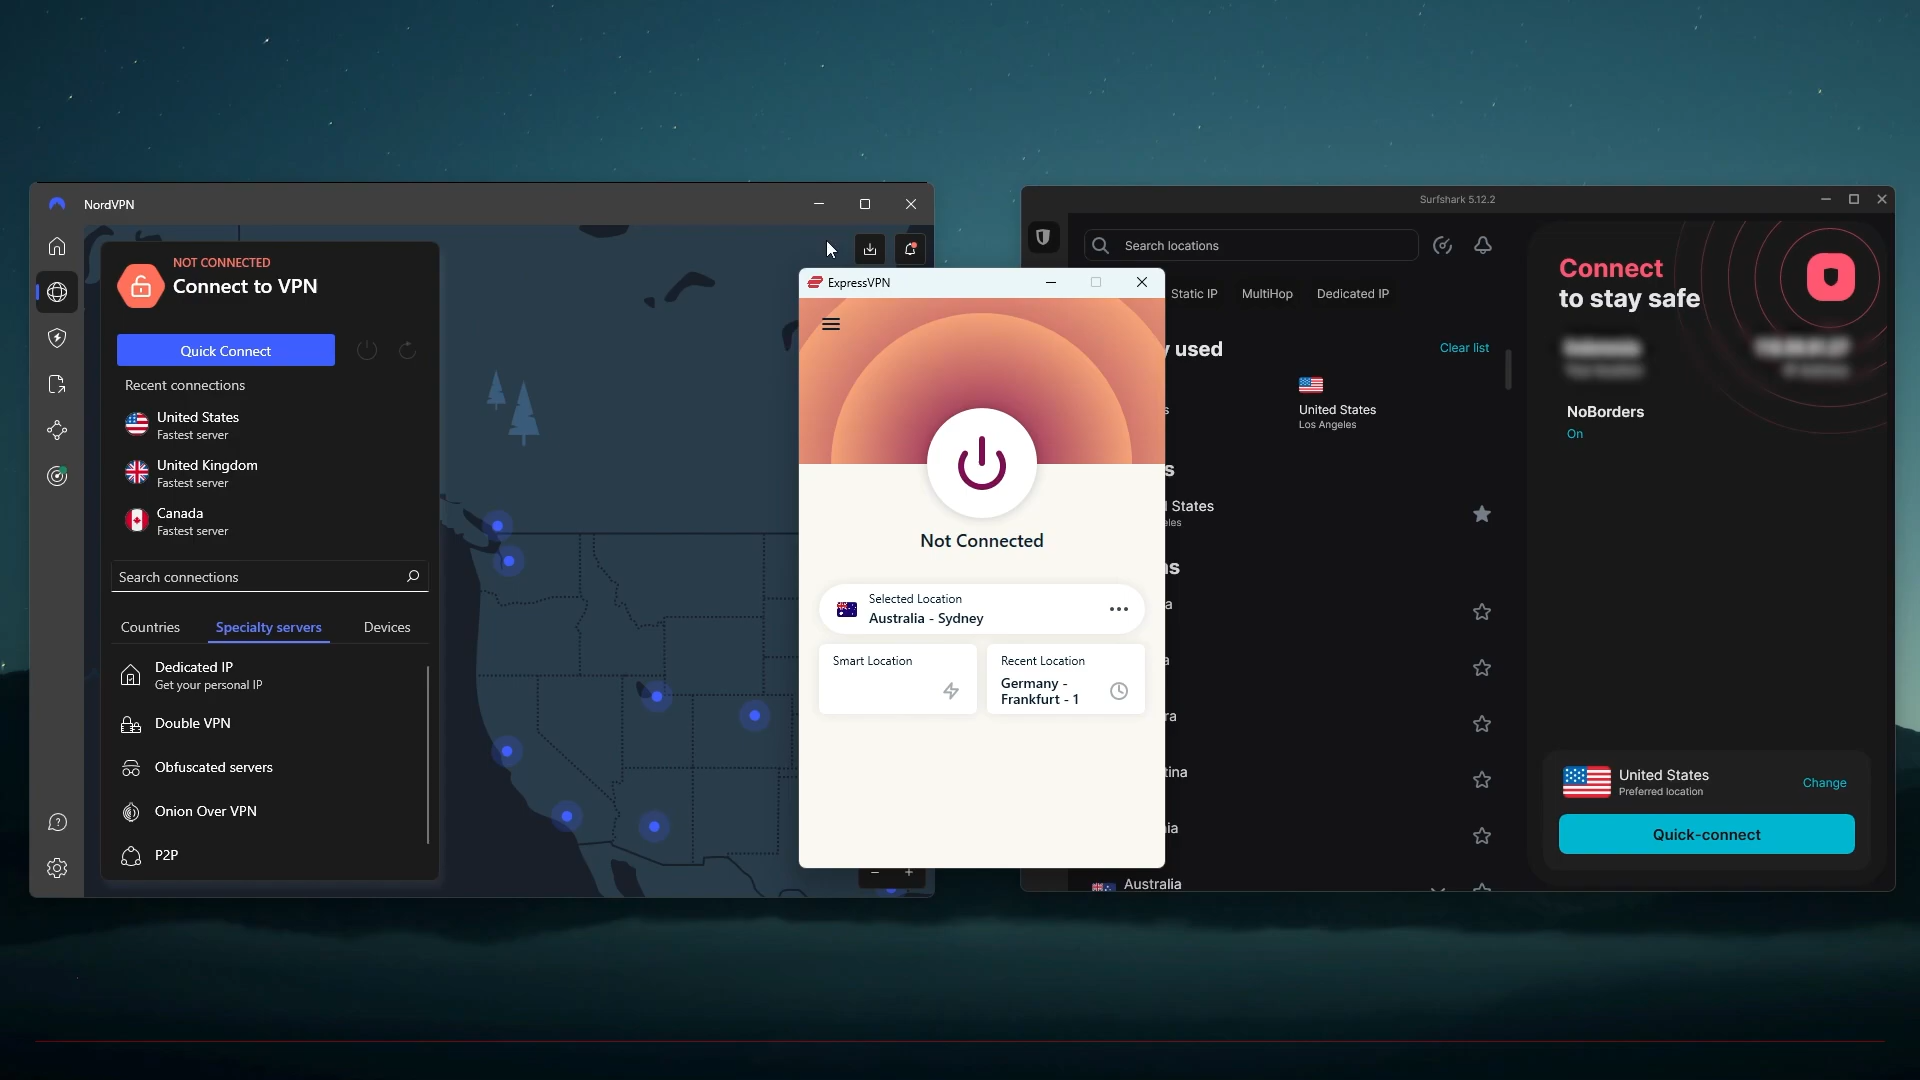 NordVPN
NOT CONNECTED
Connect to VPN
Quick Connect
Recent connections
United States
Fastest server
United Kingdom
Fastest server
Canada
Fastest server
Search connections
Countries
Specialty servers
Devices
Dedicated IP
Get your personal IP
Double VPN
Obfuscated servers
Onion Over VPN
P2P
ExpressVPN
Not Connected
Selected Location
Australia - Sydney
Smart Location
Recent Location
Germany -
Frankfurt - 1
Surfshark 5.12.2
Search locations
Static IP
MultiHop
Dedicated IP
used
Clear list
United States
Los Angeles
States
Australia
Connect
to stay safe
NoBorders
On
United States
Preferred location
Change
Quick-connect